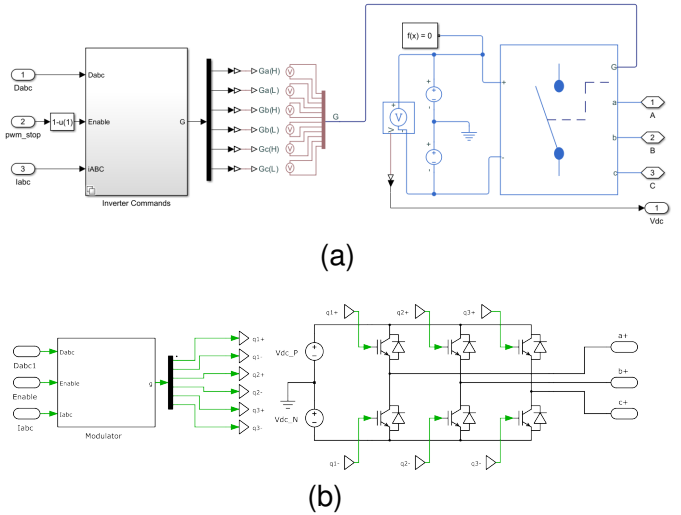 f(x) = 0
1
Dabc
Dabc
2
pwm_stop
1-u(1)
Enable
G
3
Iabc
iABC
Inverter Commands
Ga(H)
V
Ga(L)
V
Gb(H)
V
Gb(L)
V
Gc(H)
V
Gc(L)
V
G
+
V
V
+
-
+
-
+
-
G
a
1
A
b
2
B
c
3
C
1
Vdc
(a)
Dabc1
Dabc
Enable
Enable
Iabc
Iabc
g
Modulator
q1+
q1-
q2+
q2-
q3+
q3-
q1+
q2+
q3+
Vdc_P
+
−
Vdc_N
+
−
a+
b+
c+
q1-
q2-
q3-
(b)